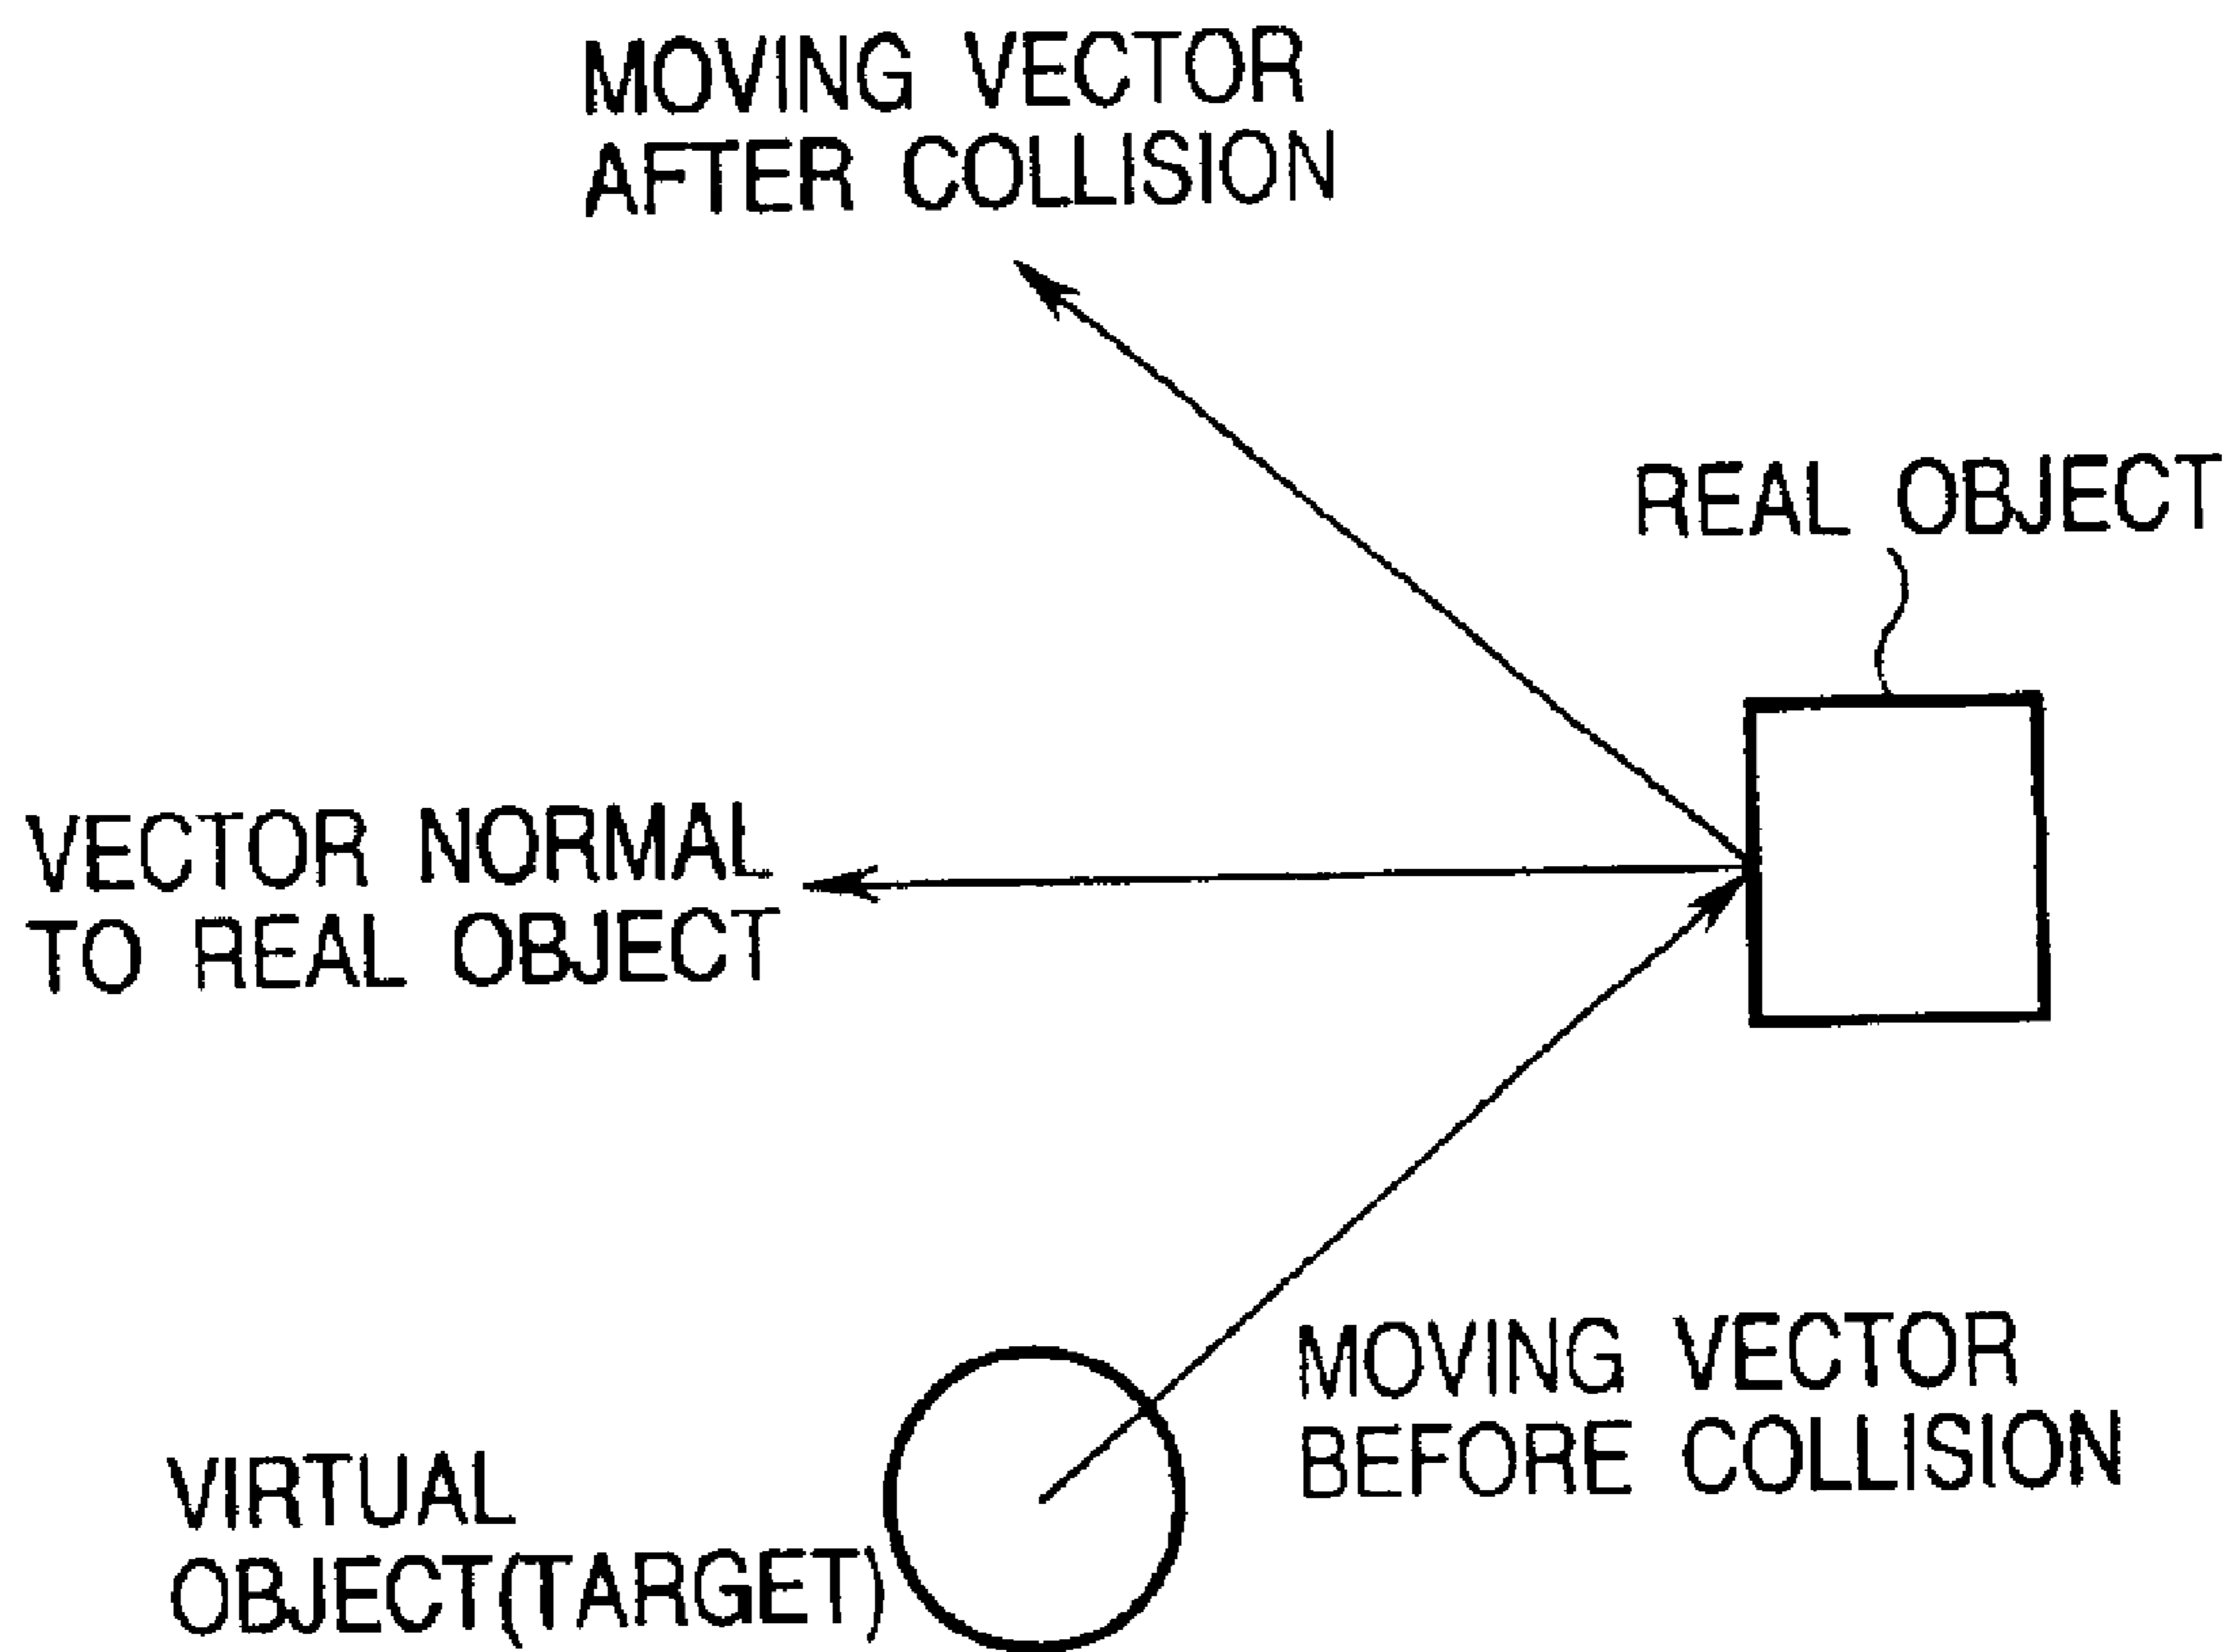 MOVING VECTOR
AFTER COLLISION
REAL OBJECT
VECTOR NORMAL
TO REAL OBJECT
MOVING VECTOR
BEFORE COLLISION
VIRTUAL
OBJECT(TARGET)